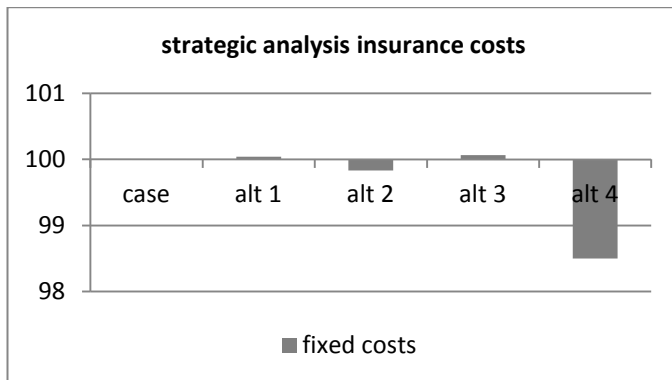 strategic analysis insurance costs
101
100
99
98
case alt 1 alt 2 alt 3 alt 4
fixed costs